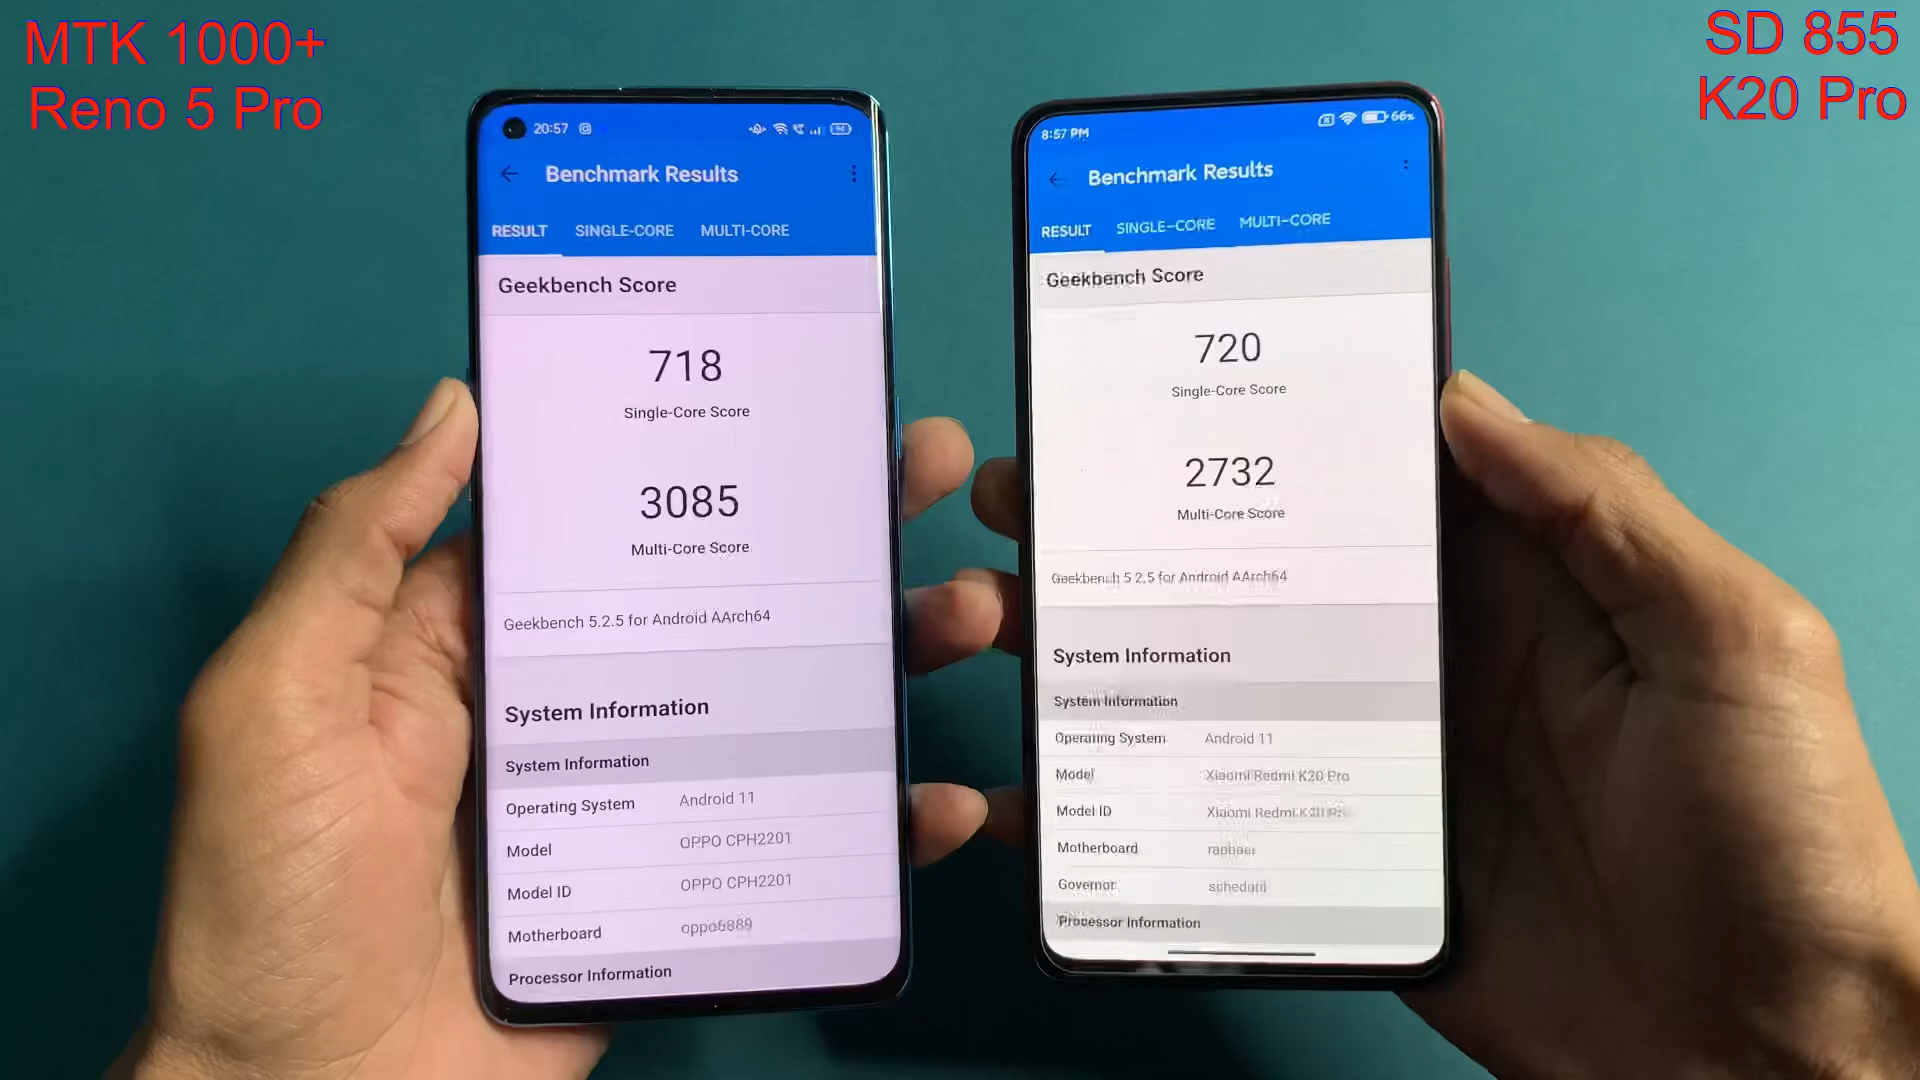 MTK 1000+
Reno 5 Pro
SD 855
K20 Pro
20:57
Benchmark Results
RESULT SINGLE-CORE MULTI-CORE
Geekbench Score
718
Single-Core Score
3085
Multi-Core Score
Geekbench 5.2.5 for Android AArch64
System Information
System Information
Operating System Android 11
Model OPPO CPH2201
Model ID OPPO CPH2201
Motherboard oppo6889
Processor Information
8:57 PM 66%
Benchmark Results
RESULT SINGLE-CORE MULTI-CORE
Geekbench Score
720
Single-Core Score
2732
Multi-Core Score
Geekbench 5.2.5 for Android AArch64
System Information
System Information
Operating System Android 11
Model Xiaomi Redmi K20 Pro
Model ID Xiaomi Redmi K20
Motherboard
Governor
Processor Information